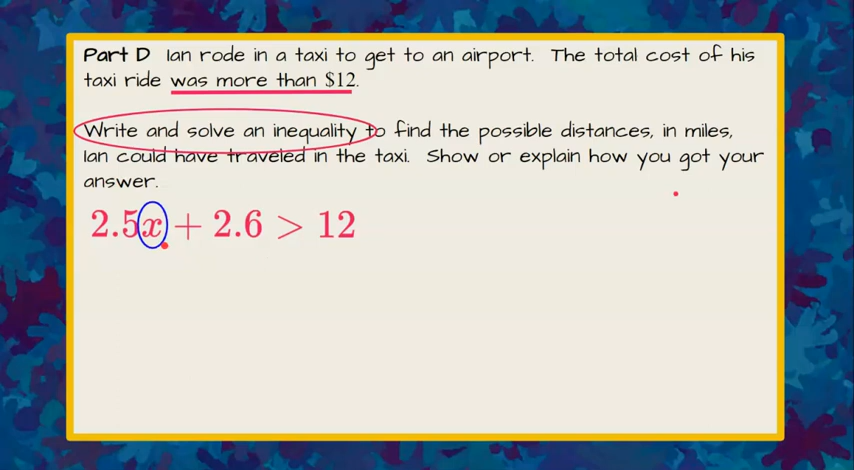 Part D Ian rode in a taxi to get to an airport. The total cost of his
taxi ride was more than $12.
Write and solve an inequality to find the possible distances, in miles,
Ian could have traveled in the taxi. Show or explain how you got your
answer.
2.5x + 2.6 > 12